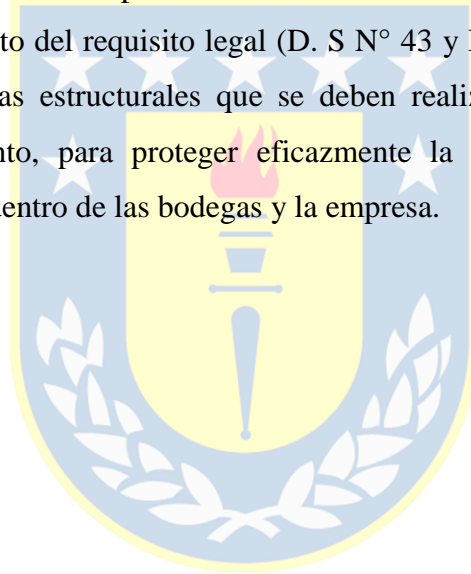 to del requisito legal (D. S N° 43 y
as estructurales que se deben realiz
nto, para proteger eficazmente la
entro de las bodegas y la empresa.